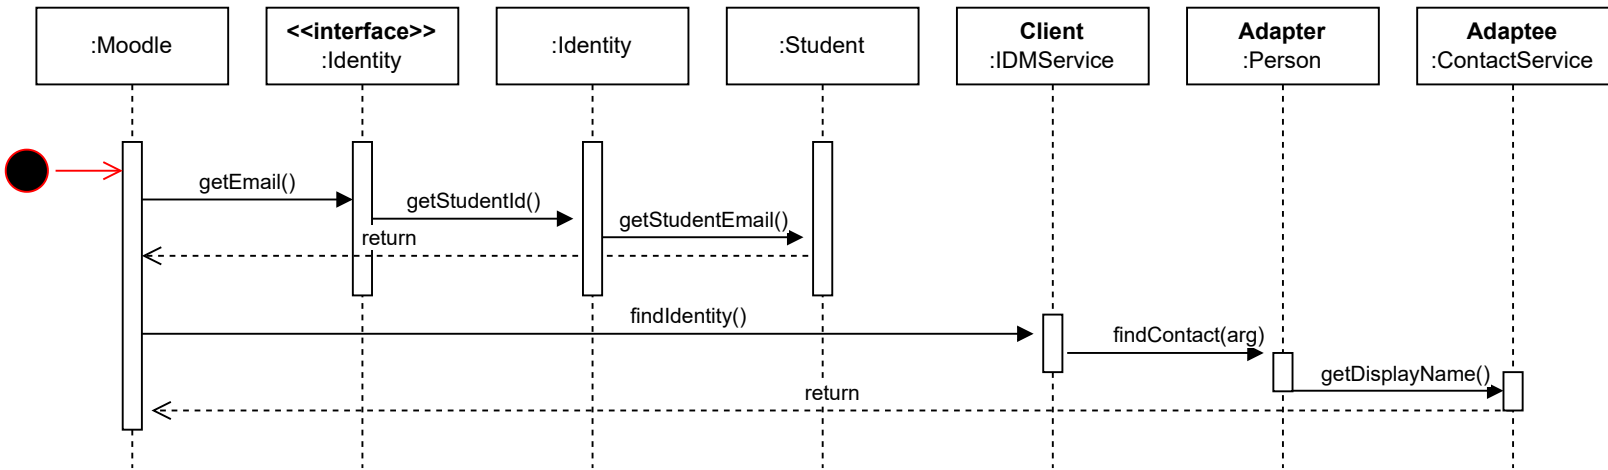 :Moodle
<<interface>>
:Identity
:Identity
:Student
Client
:IDMService
Adapter
:Person
Adaptee
:ContactService
getEmail()
getStudentId()
getStudentEmail()
return
findIdentity()
findContact(arg)
getDisplayName()
return